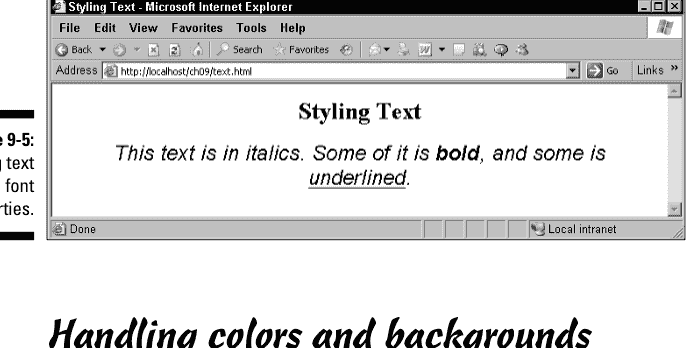 Styling Text - Microsoft Internet Explorer
File Edit View Favorites Tools Help
Back Search Favorites
Address http://localhost/ch09/text.html Go Links »
Styling Text
This text is in italics. Some of it is bold, and some is
underlined.
e 9-5:
text
font
rties.
Done Local intranet
Handling colors and backgrounds